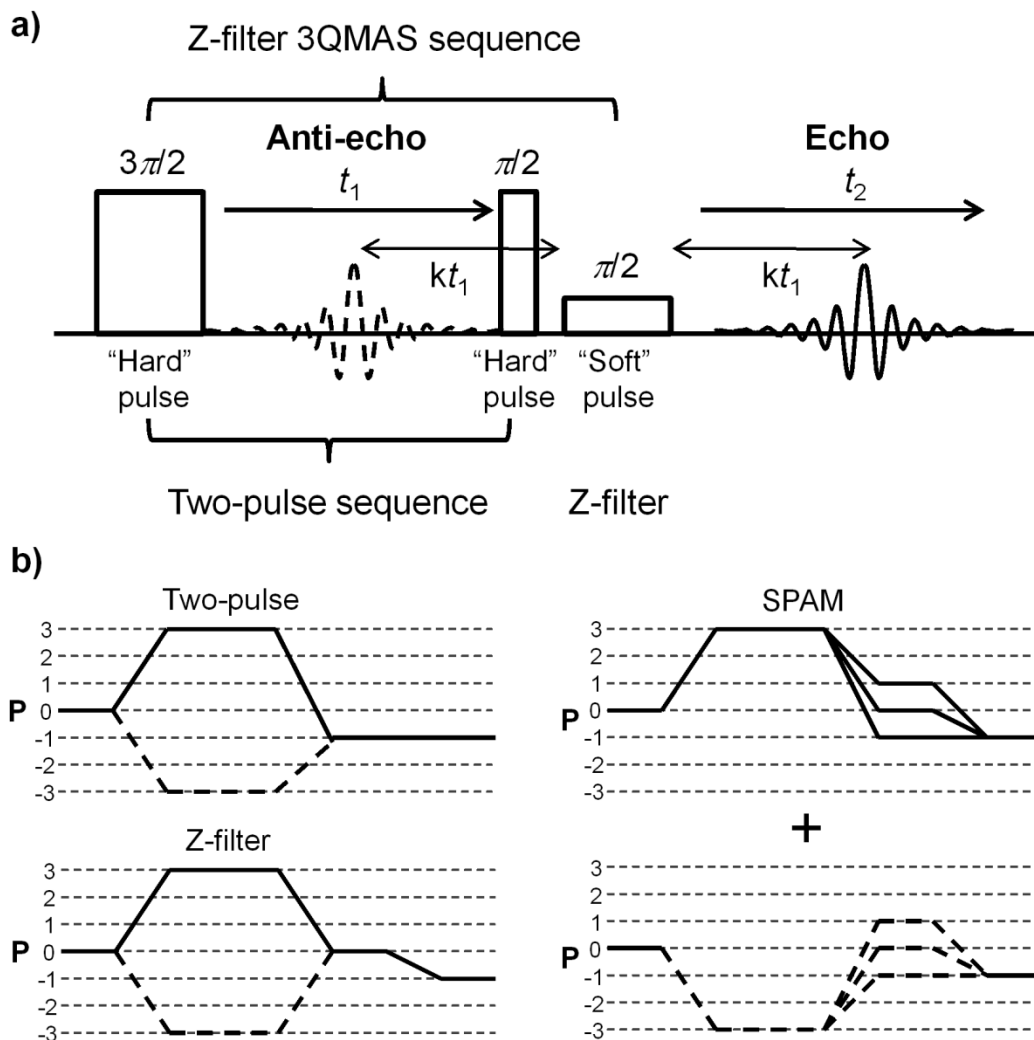 a)
Z-filter 3QMAS sequence
Anti-echo
Echo
3π/2
t1
π/2
t2
kt1
π/2
kt1
“Hard” pulse
“Hard” pulse
“Soft” pulse
Two-pulse sequence
Z-filter
b)
Two-pulse
3
2
1
P 0
-1
-2
-3
SPAM
3
2
1
P 0
-1
-2
-3
+
Z-filter
3
2
1
P 0
-1
-2
-3
3
2
1
P 0
-1
-2
-3